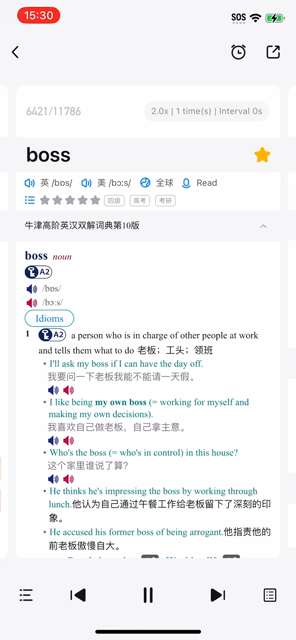 15:30
SOS
6421/11786
2.0x | 1 time(s) | Interval 0s
boss
英 /bɒs/ 美 /bɔːs/ 全球 Read
四级 高考 考研
牛津高阶英汉双解词典第10版
boss noun
A2
/bɒs/
/bɔːs/
Idioms
1 A2 a person who is in charge of other people at work
and tells them what to do 老板；工头；领班
• I'll ask my boss if I can have the day off.
我要问一下老板我能不能请一天假。
• I like being my own boss (= working for myself and
making my own decisions).
我喜欢自己做老板，自己拿主意。
• Who's the boss (= who's in control) in this house?
这个家里谁说了算？
• He thinks he's impressing the boss by working through
lunch.他认为自己通过午餐工作给老板留下了深刻的印
象。
• He accused his former boss of being arrogant.他指责他的
前老板傲慢自大。